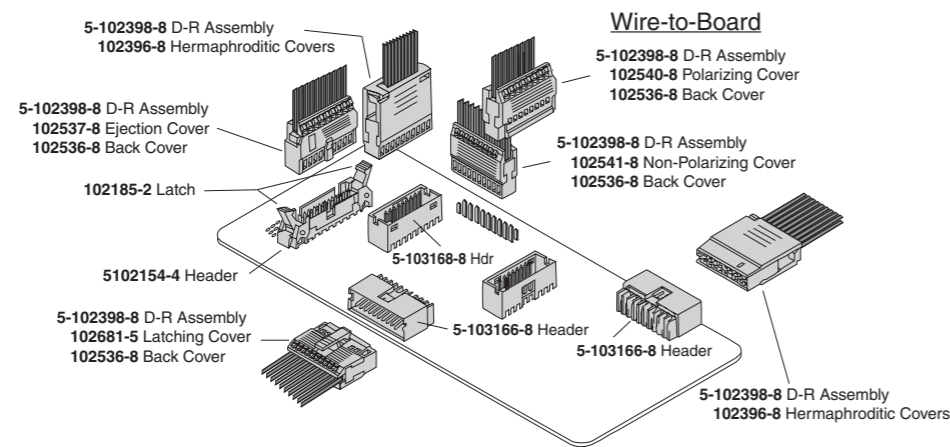 Wire-to-Board
5-102398-8 D-R Assembly
102396-8 Hermaphroditic Covers
5-102398-8 D-R Assembly
102540-8 Polarizing Cover
102536-8 Back Cover
5-102398-8 D-R Assembly
102537-8 Ejection Cover
102536-8 Back Cover
5-102398-8 D-R Assembly
102541-8 Non-Polarizing Cover
102536-8 Back Cover
102185-2 Latch
5-103168-8 Hdr
5102154-4 Header
5-102398-8 D-R Assembly
102681-5 Latching Cover
102536-8 Back Cover
5-103166-8 Header
5-103166-8 Header
5-102398-8 D-R Assembly
102396-8 Hermaphroditic Covers